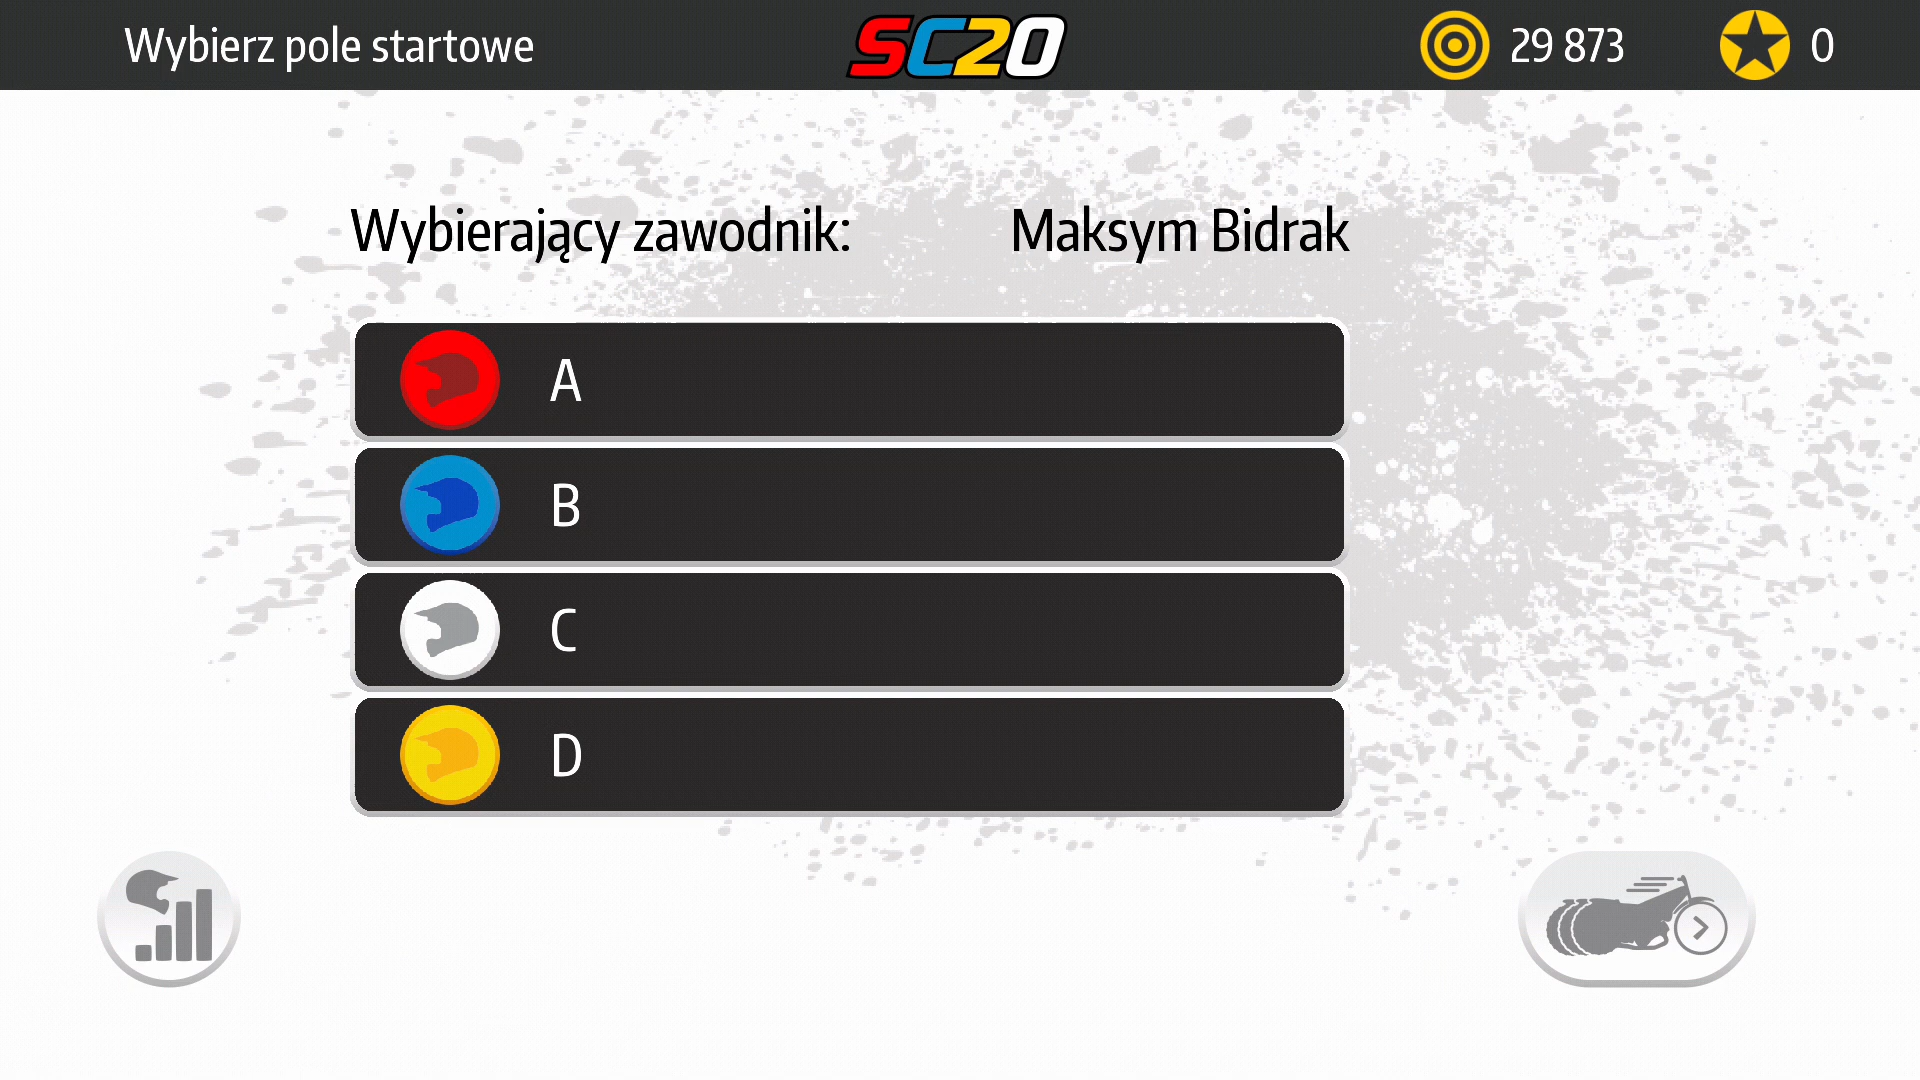 Wybierz pole startowe
SC20
29 873
0
Wybierający zawodnik: Maksym Bidrak
A
B
C
D